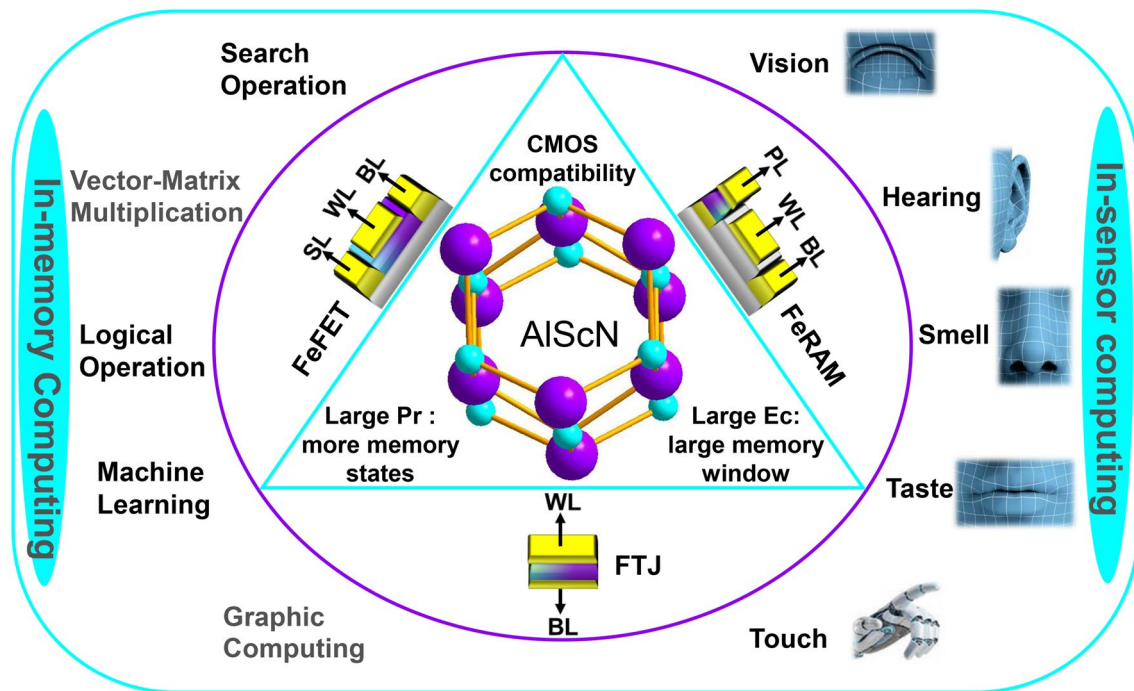 In-memory Computing
Search
Operation
Vector-Matrix
Multiplication
Logical
Operation
Machine
Learning
Graphic
Computing
CMOS
compatibility
AlScN
Large Pr :
more memory
states
Large Ec:
large memory
window
SL
WL
BL
FeFET
PL
WL
BL
FeRAM
WL
FTJ
BL
Vision
Hearing
Smell
Taste
Touch
In-sensor computing